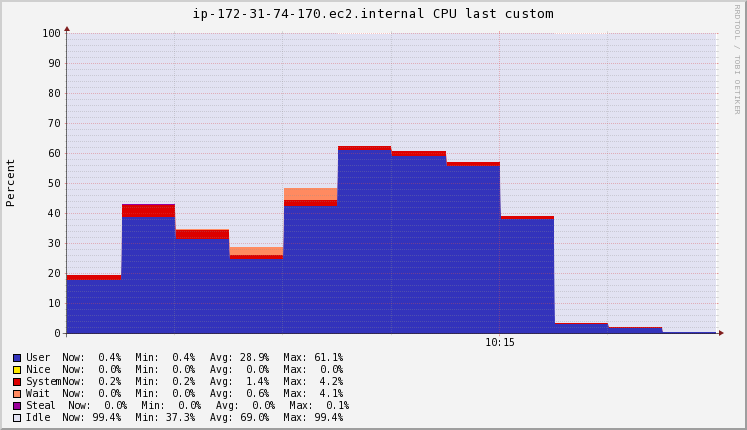 ip-172-31-74-170.ec2.internal CPU last custom
RRDTOOL / TOBI OETIKER
Percent
100
90
80
70
60
50
40
30
20
10
0
10:15
User Now: 0.4% Min: 0.4% Avg: 28.9% Max: 61.1%
Nice Now: 0.0% Min: 0.0% Avg: 0.0% Max: 0.0%
System Now: 0.2% Min: 0.2% Avg: 1.4% Max: 4.2%
Wait Now: 0.0% Min: 0.0% Avg: 0.6% Max: 4.1%
Steal Now: 0.0% Min: 0.0% Avg: 0.0% Max: 0.1%
Idle Now: 99.4% Min: 37.3% Avg: 69.0% Max: 99.4%